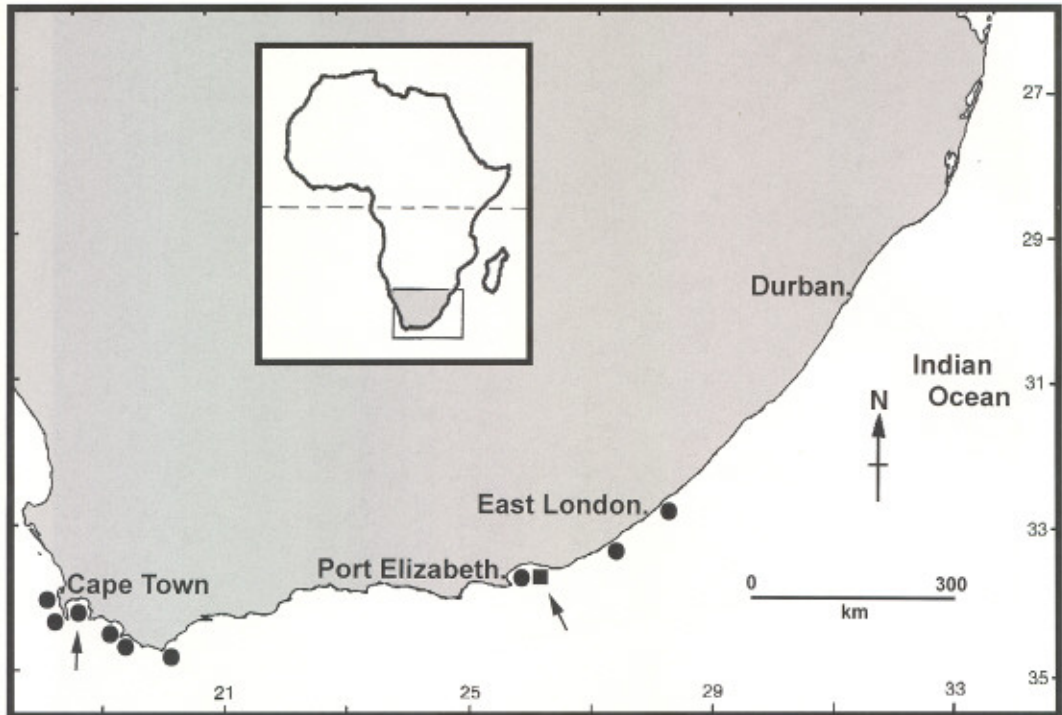 27
29
Durban.
Indian
Ocean
31
N
East London.
33
Port Elizabeth.
Cape Town
0 300
km
35
21 25 29 33